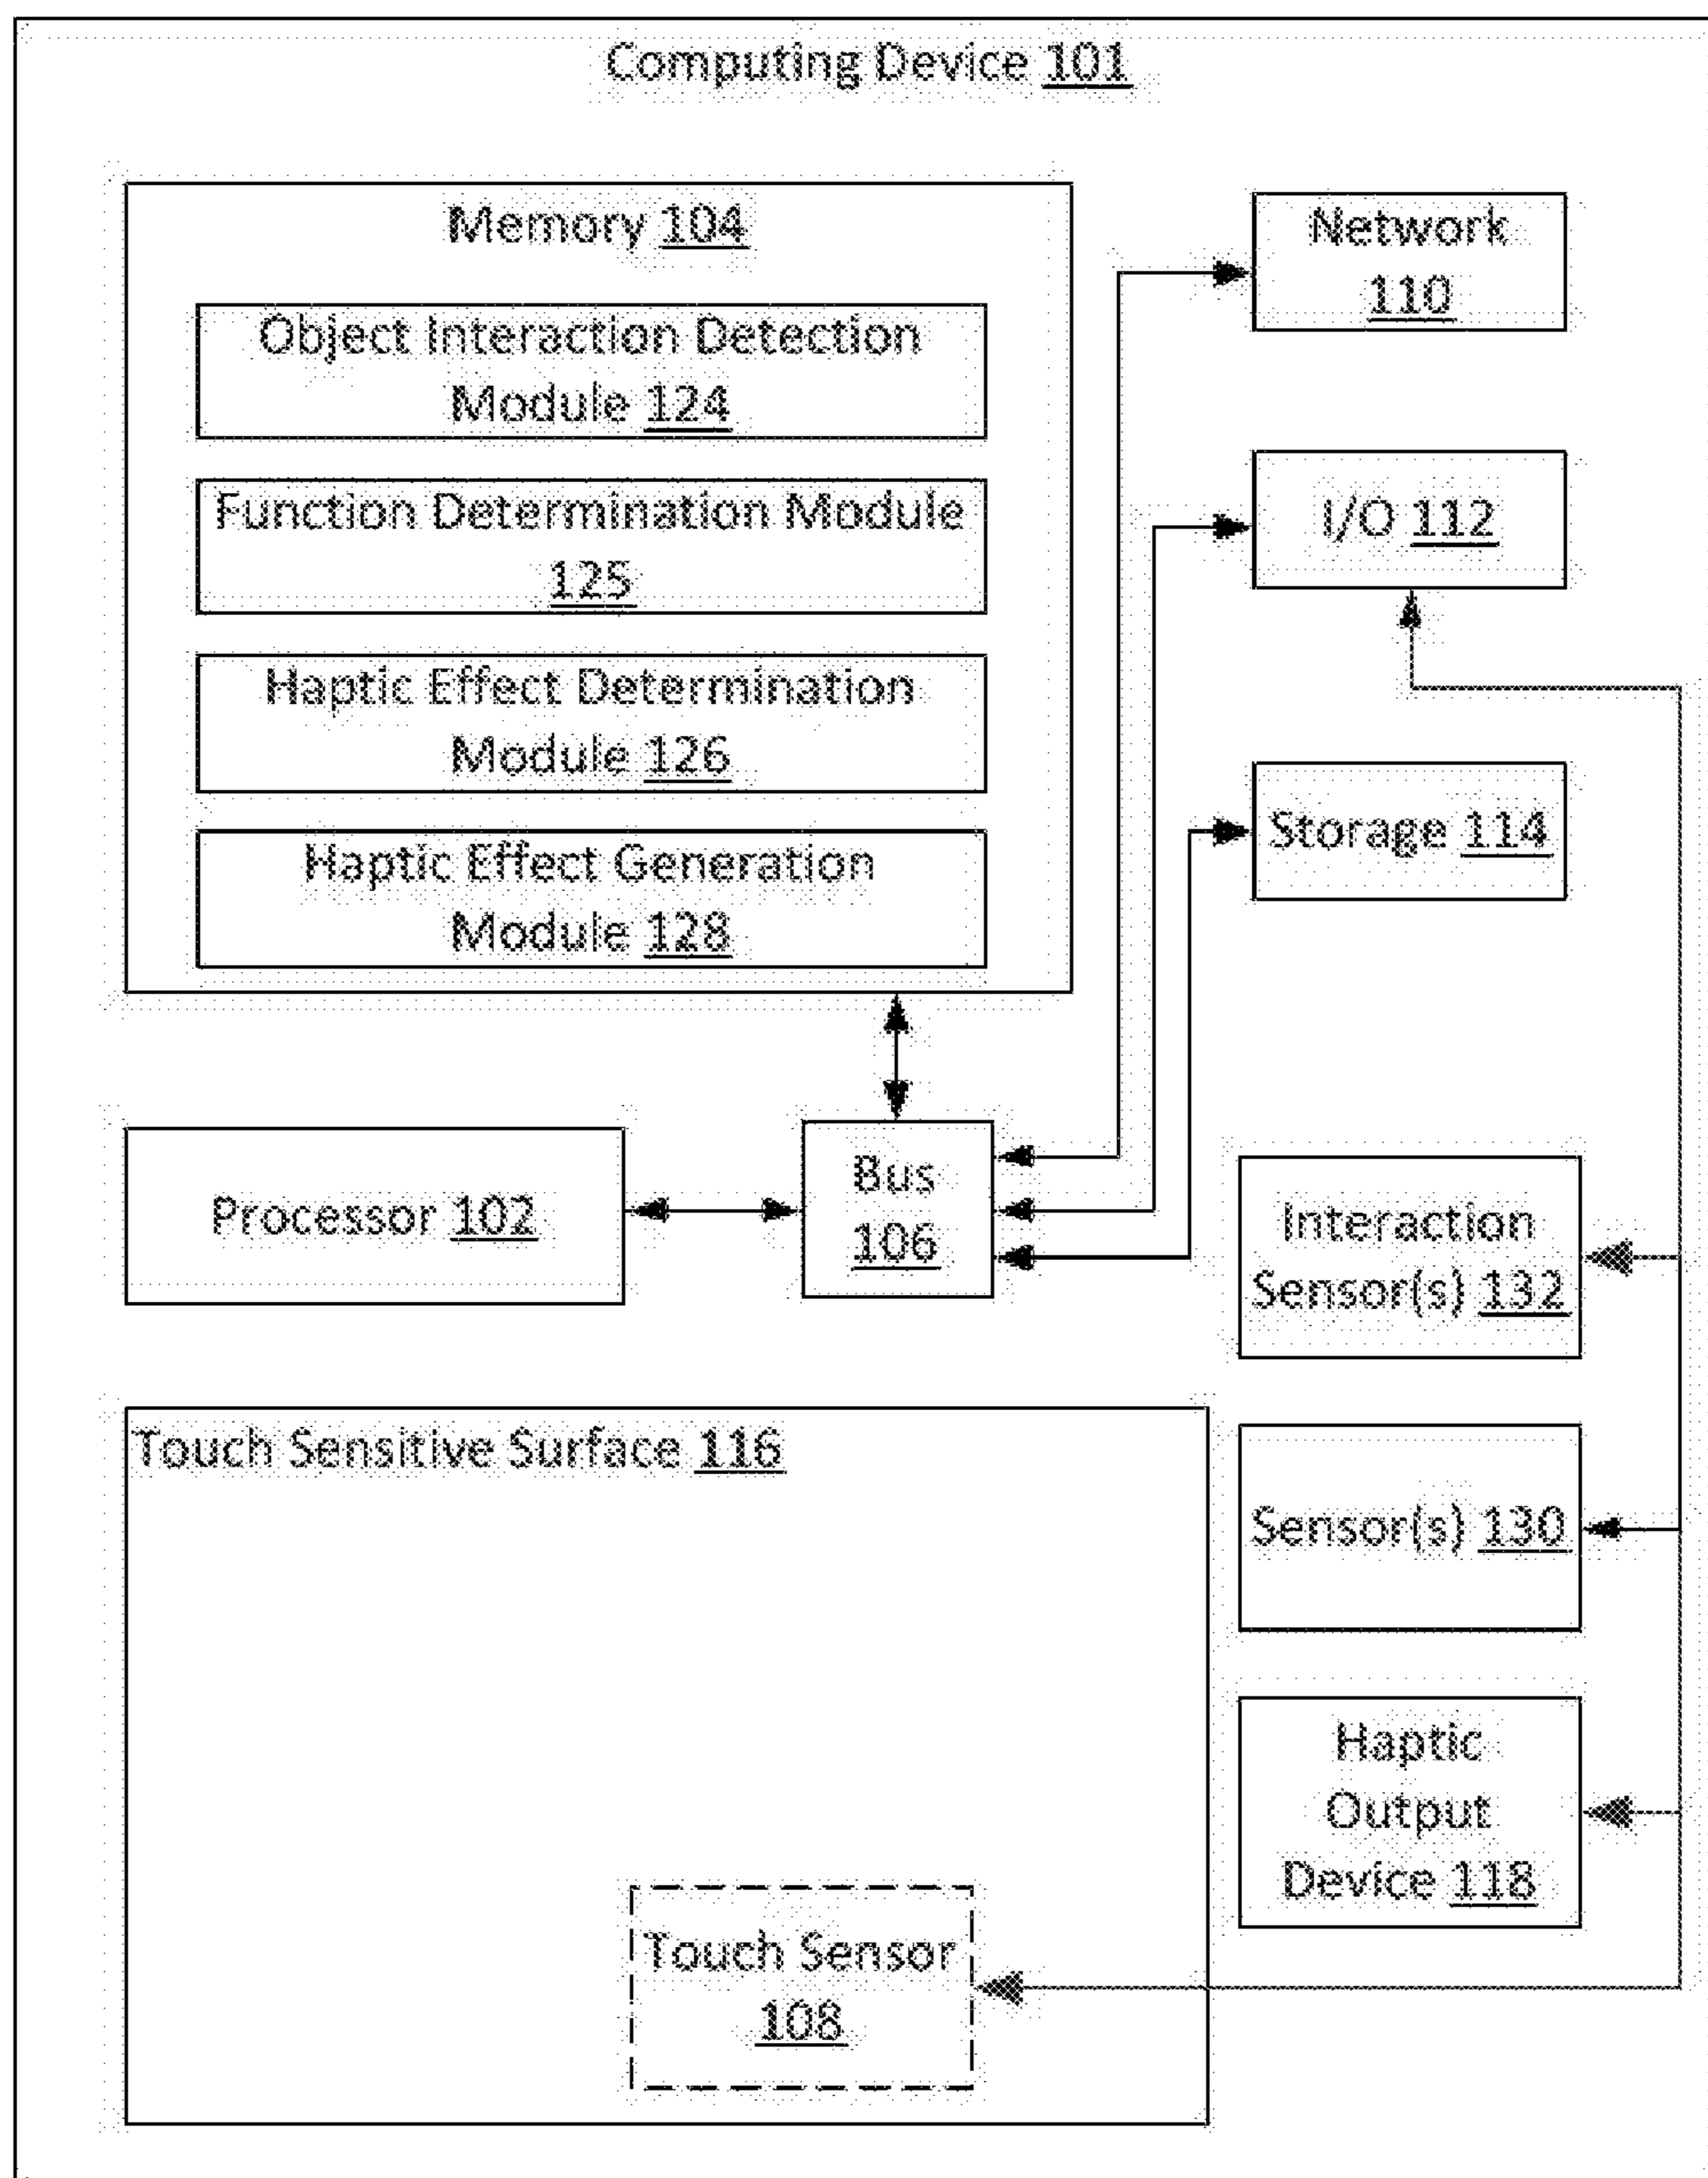 Computing Device 101
Memory 104
Object Interaction Detection
Module 124
Function Determination Module
125
Haptic Effect Determination
Module 126
Haptic Effect Generation
Module 128
Network
110
I/O 112
Storage 114
Processor 102
Bus
106
Interaction
Sensor(s) 132
Touch Sensitive Surface 116
Sensor(s) 130
Haptic
Output
Device 118
Touch Sensor
108